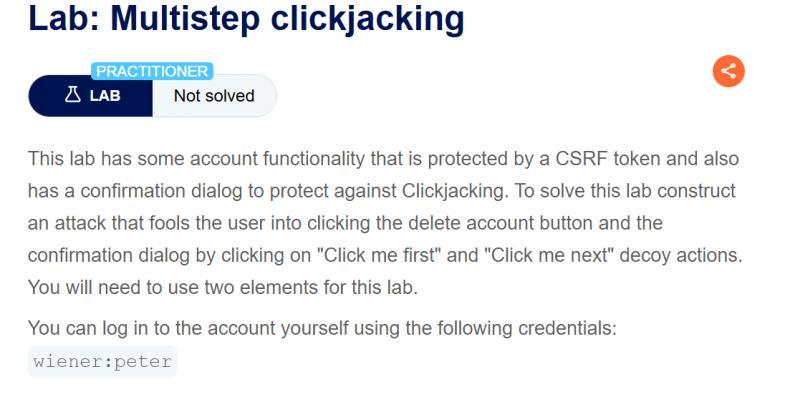 Lab: Multistep clickjacking
PRACTITIONER
LAB
Not solved
This lab has some account functionality that is protected by a CSRF token and also
has a confirmation dialog to protect against Clickjacking. To solve this lab construct
an attack that fools the user into clicking the delete account button and the
confirmation dialog by clicking on "Click me first" and "Click me next" decoy actions.
You will need to use two elements for this lab.
You can log in to the account yourself using the following credentials:
wiener:peter